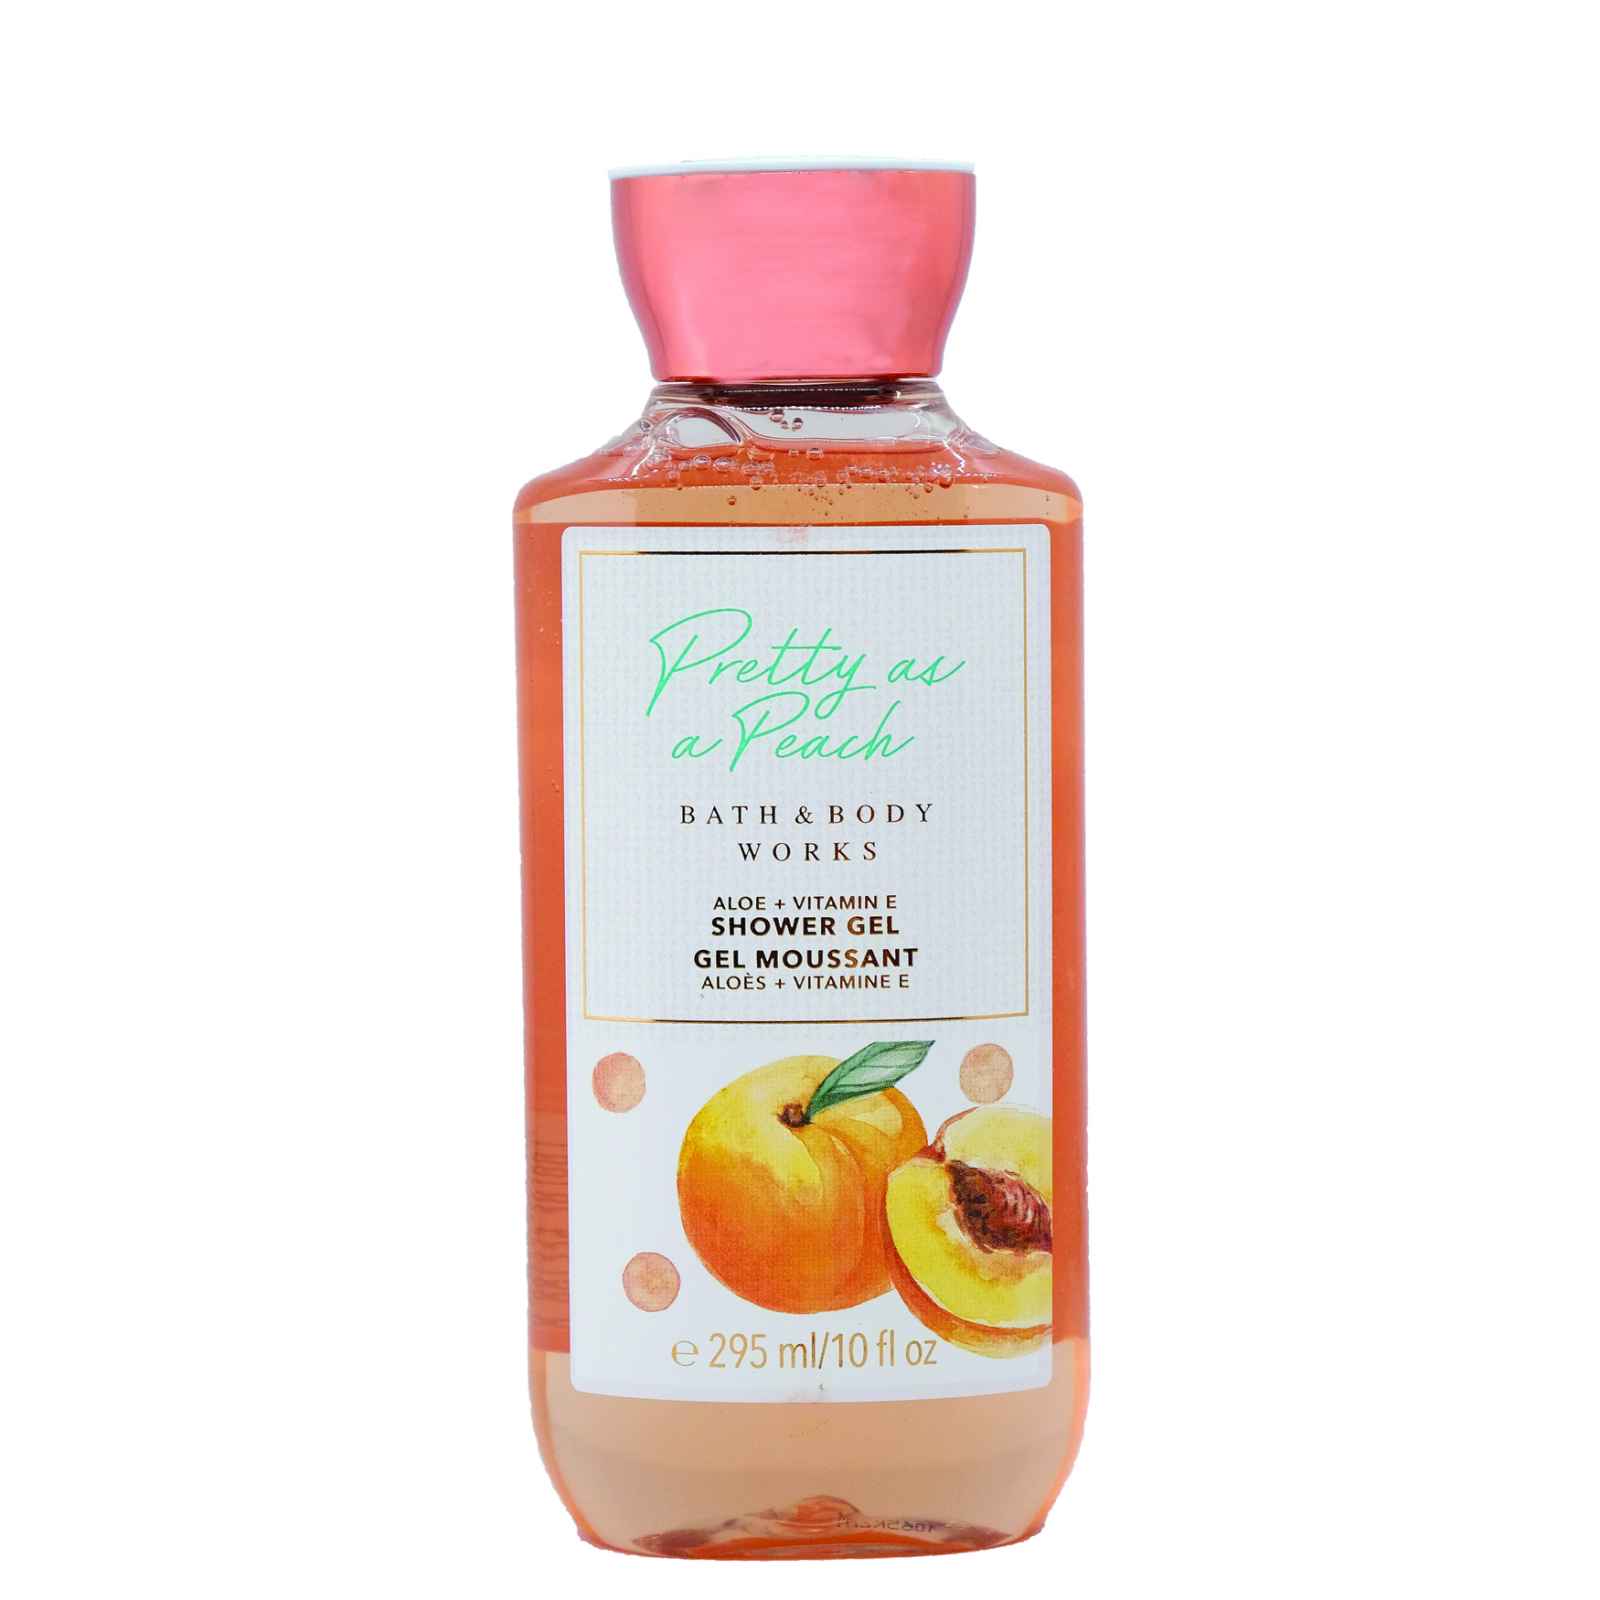 Pretty as
a Peach
BATH & BODY
WORKS
ALOE + VITAMIN E
SHOWER GEL
GEL MOUSSANT
ALOÈS + VITAMINE E
℮ 295 ml/10 fl oz